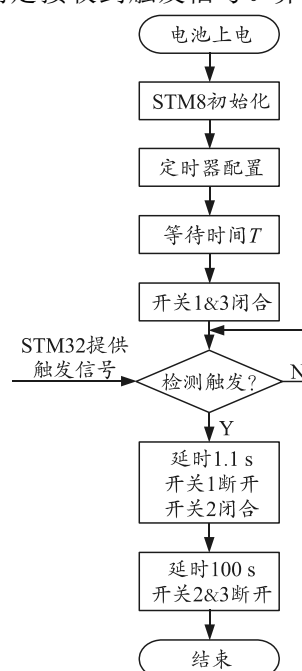 电池上电
STM8初始化
定时器配置
等待时间T
开关1&3闭合
STM32提供
触发信号
检测触发?
N
Y
延时1.1 s
开关1断开
开关2闭合
延时100 s
开关2&3断开
结束